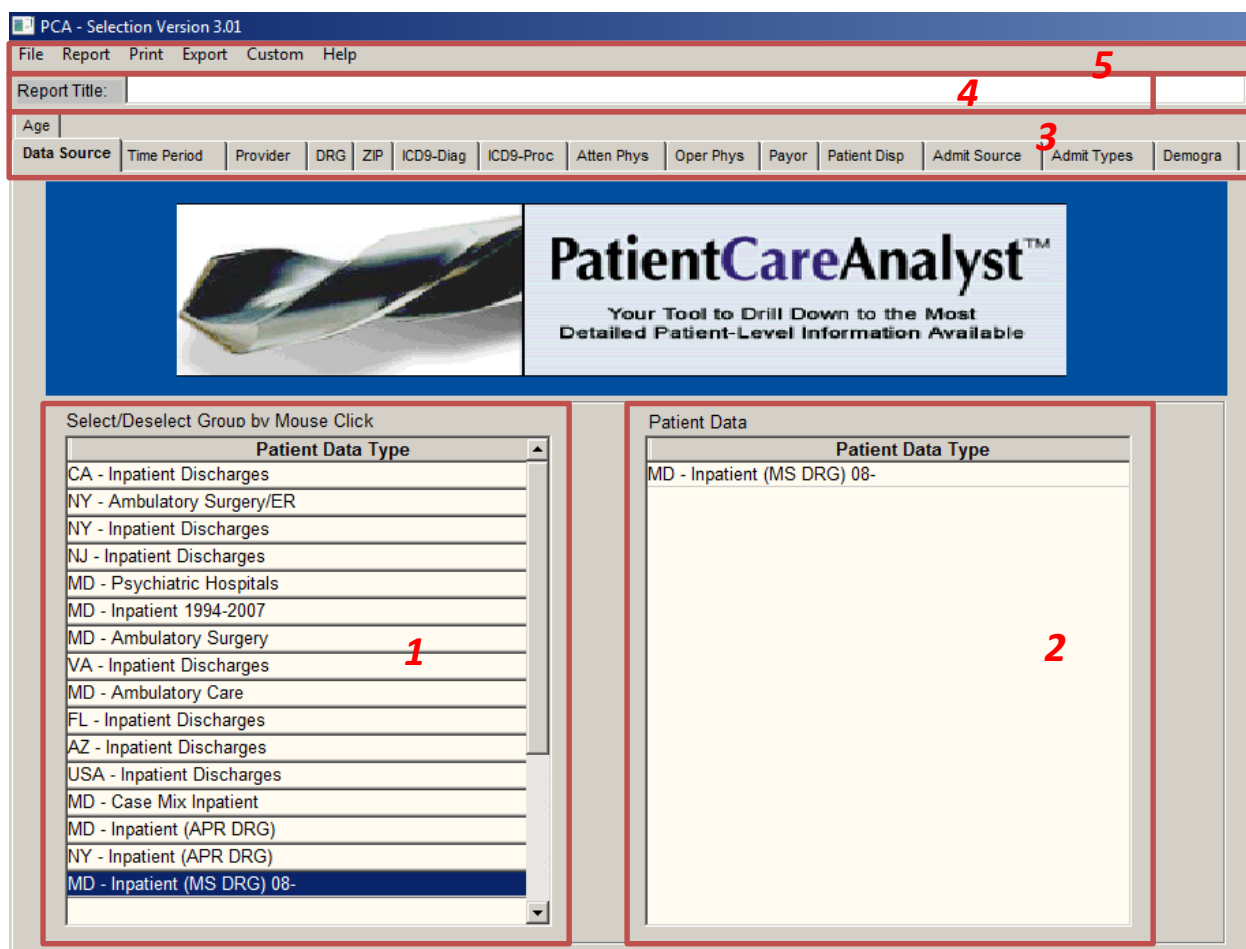 PCA - Selection Version 3.01
File Report Print Export Custom Help
5
Report Title:
4
Age
3
Data Source Time Period Provider DRG ZIP ICD9-Diag ICD9-Proc Atten Phys Oper Phys Payor Patient Disp Admit Source Admit Types Demogra
PatientCareAnalyst™
Your Tool to Drill Down to the Most
Detailed Patient-Level Information Available
Select/Deselect Group by Mouse Click
Patient Data Type
CA - Inpatient Discharges
NY - Ambulatory Surgery/ER
NY - Inpatient Discharges
NJ - Inpatient Discharges
MD - Psychiatric Hospitals
MD - Inpatient 1994-2007
MD - Ambulatory Surgery
1
VA - Inpatient Discharges
MD - Ambulatory Care
FL - Inpatient Discharges
AZ - Inpatient Discharges
USA - Inpatient Discharges
MD - Case Mix Inpatient
MD - Inpatient (APR DRG)
NY - Inpatient (APR DRG)
MD - Inpatient (MS DRG) 08-
Patient Data
Patient Data Type
MD - Inpatient (MS DRG) 08-
2